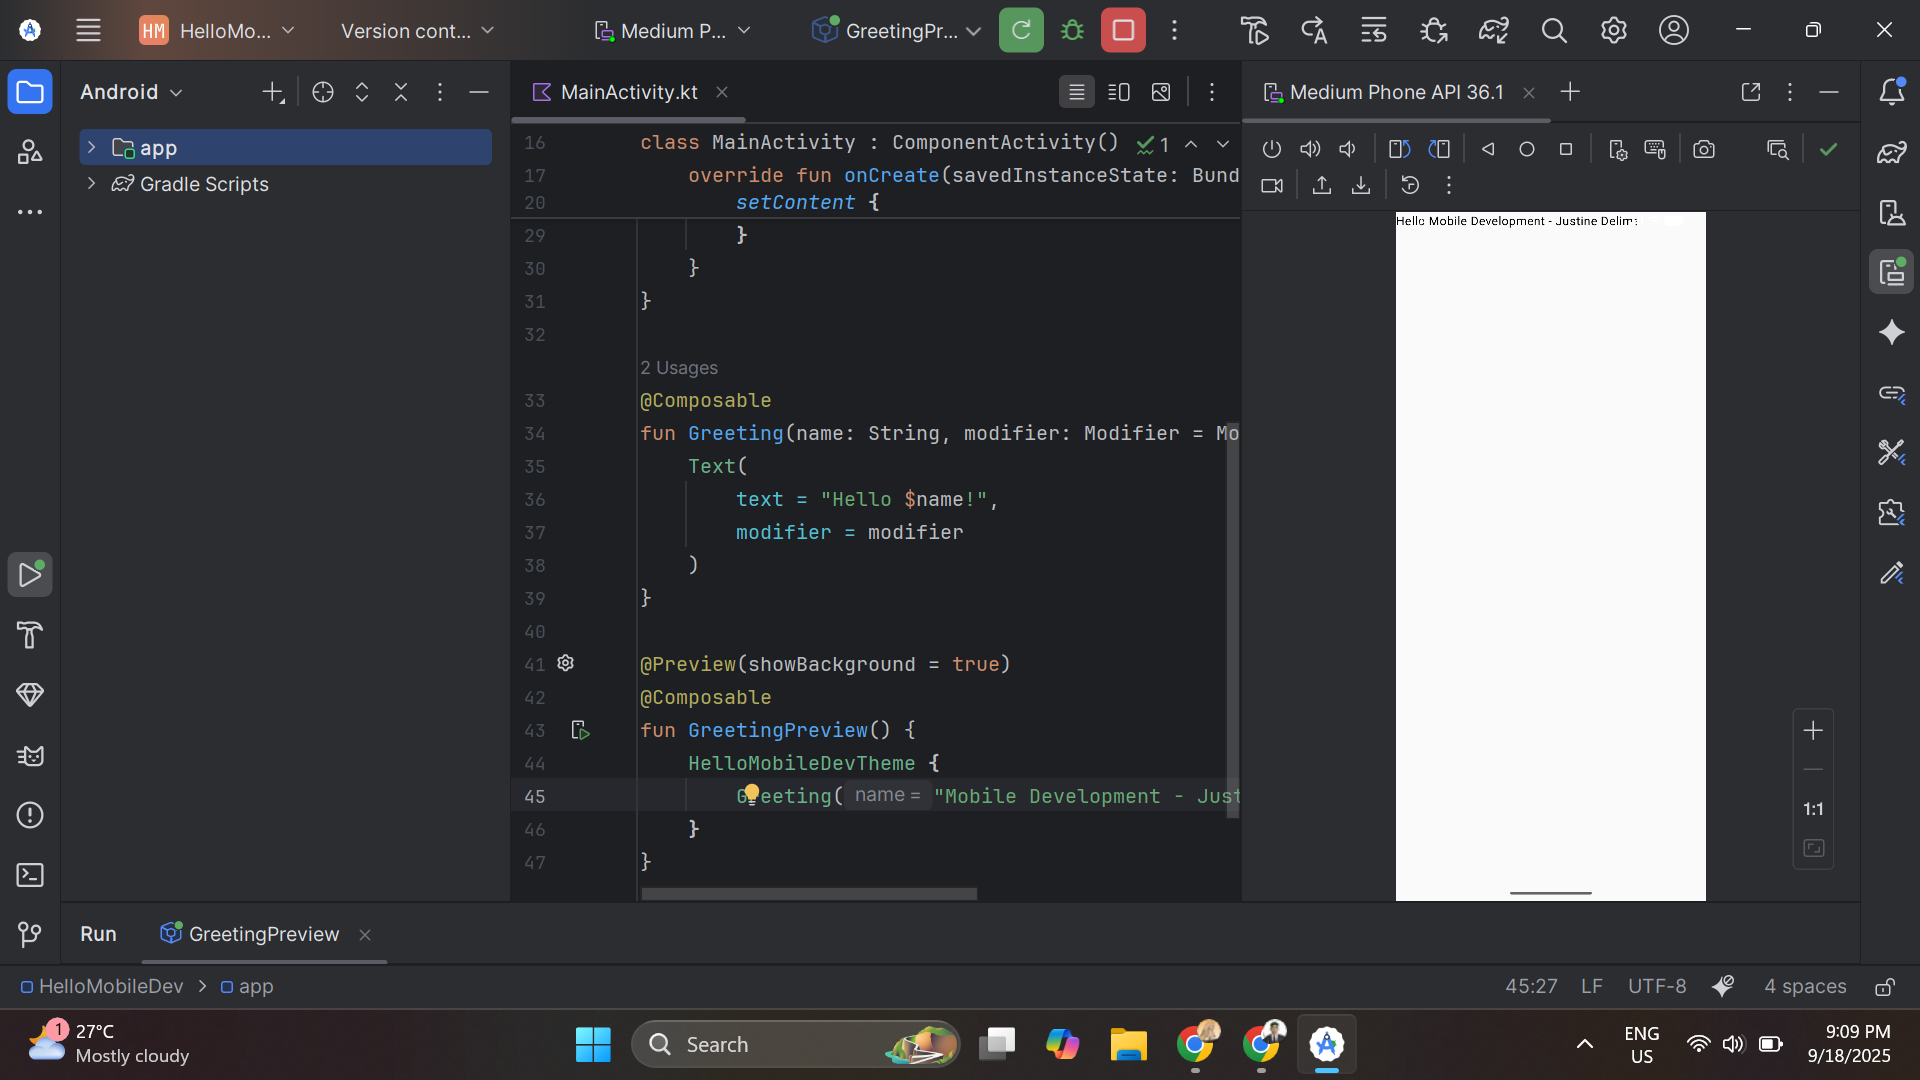 HM HelloMo... Version cont... Medium P... GreetingPr...
Android
app
Gradle Scripts
MainActivity.kt
16 class MainActivity : ComponentActivity() 1
17 override fun onCreate(savedInstanceState: Bund
20 setContent {
29 }
30 }
31 }
32
2 Usages
33 @Composable
34 fun Greeting(name: String, modifier: Modifier = Mo
35 Text(
36 text = "Hello $name!",
37 modifier = modifier
38 )
39 }
40
41 @Preview(showBackground = true)
42 @Composable
43 fun GreetingPreview() {
44 HelloMobileDevTheme {
45 Greeting( name = "Mobile Development - Just
46 }
47 }
Medium Phone API 36.1
Hello Mobile Development - Justine
1:1
Run GreetingPreview
HelloMobileDev > app
45:27 LF UTF-8 4 spaces
1 27°C
Mostly cloudy
Search
ENG
US
9:09 PM
9/18/2025